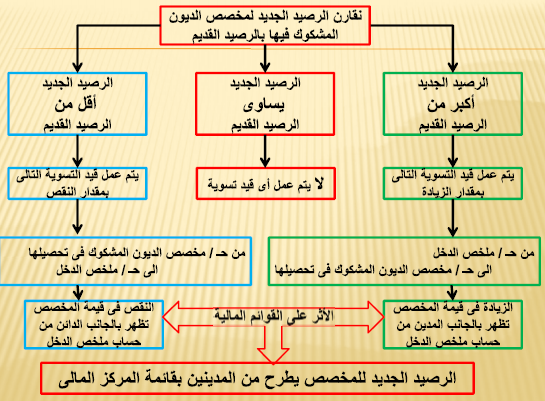 نقارن الرصيد الجديد لمخصص الديون
المشكوك فيها بالرصيد القديم
الرصيد الجديد
أكبر من
الرصيد القديم
الرصيد الجديد
يساوى
الرصيد القديم
الرصيد الجديد
أقل من
الرصيد القديم
يتم عمل قيد التسوية التالى
بمقدار الزيادة
لا يتم عمل أى قيد تسوية
يتم عمل قيد التسوية التالى
بمقدار النقص
من حـ / ملخص الدخل
الى حـ / مخصص الديون المشكوك فى تحصيلها
من حـ / مخصص الديون المشكوك فى تحصيلها
الى حـ / ملخص الدخل
الزيادة فى قيمة المخصص
تظهر بالجانب المدين من
حساب ملخص الدخل
الأثر على القوائم المالية
النقص فى قيمة المخصص
تظهر بالجانب الدائن من
حساب ملخص الدخل
الرصيد الجديد للمخصص يطرح من المدينين بقائمة المركز المالى